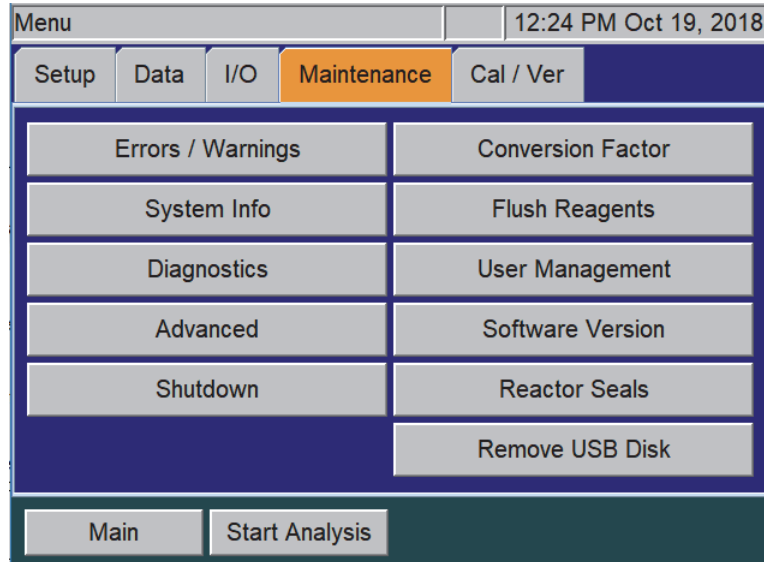 Menu 12:24 PM Oct 19, 2018
Setup Data I/O Maintenance Cal / Ver
Errors / Warnings Conversion Factor
System Info Flush Reagents
Diagnostics User Management
Advanced Software Version
Shutdown Reactor Seals
Remove USB Disk
Main Start Analysis